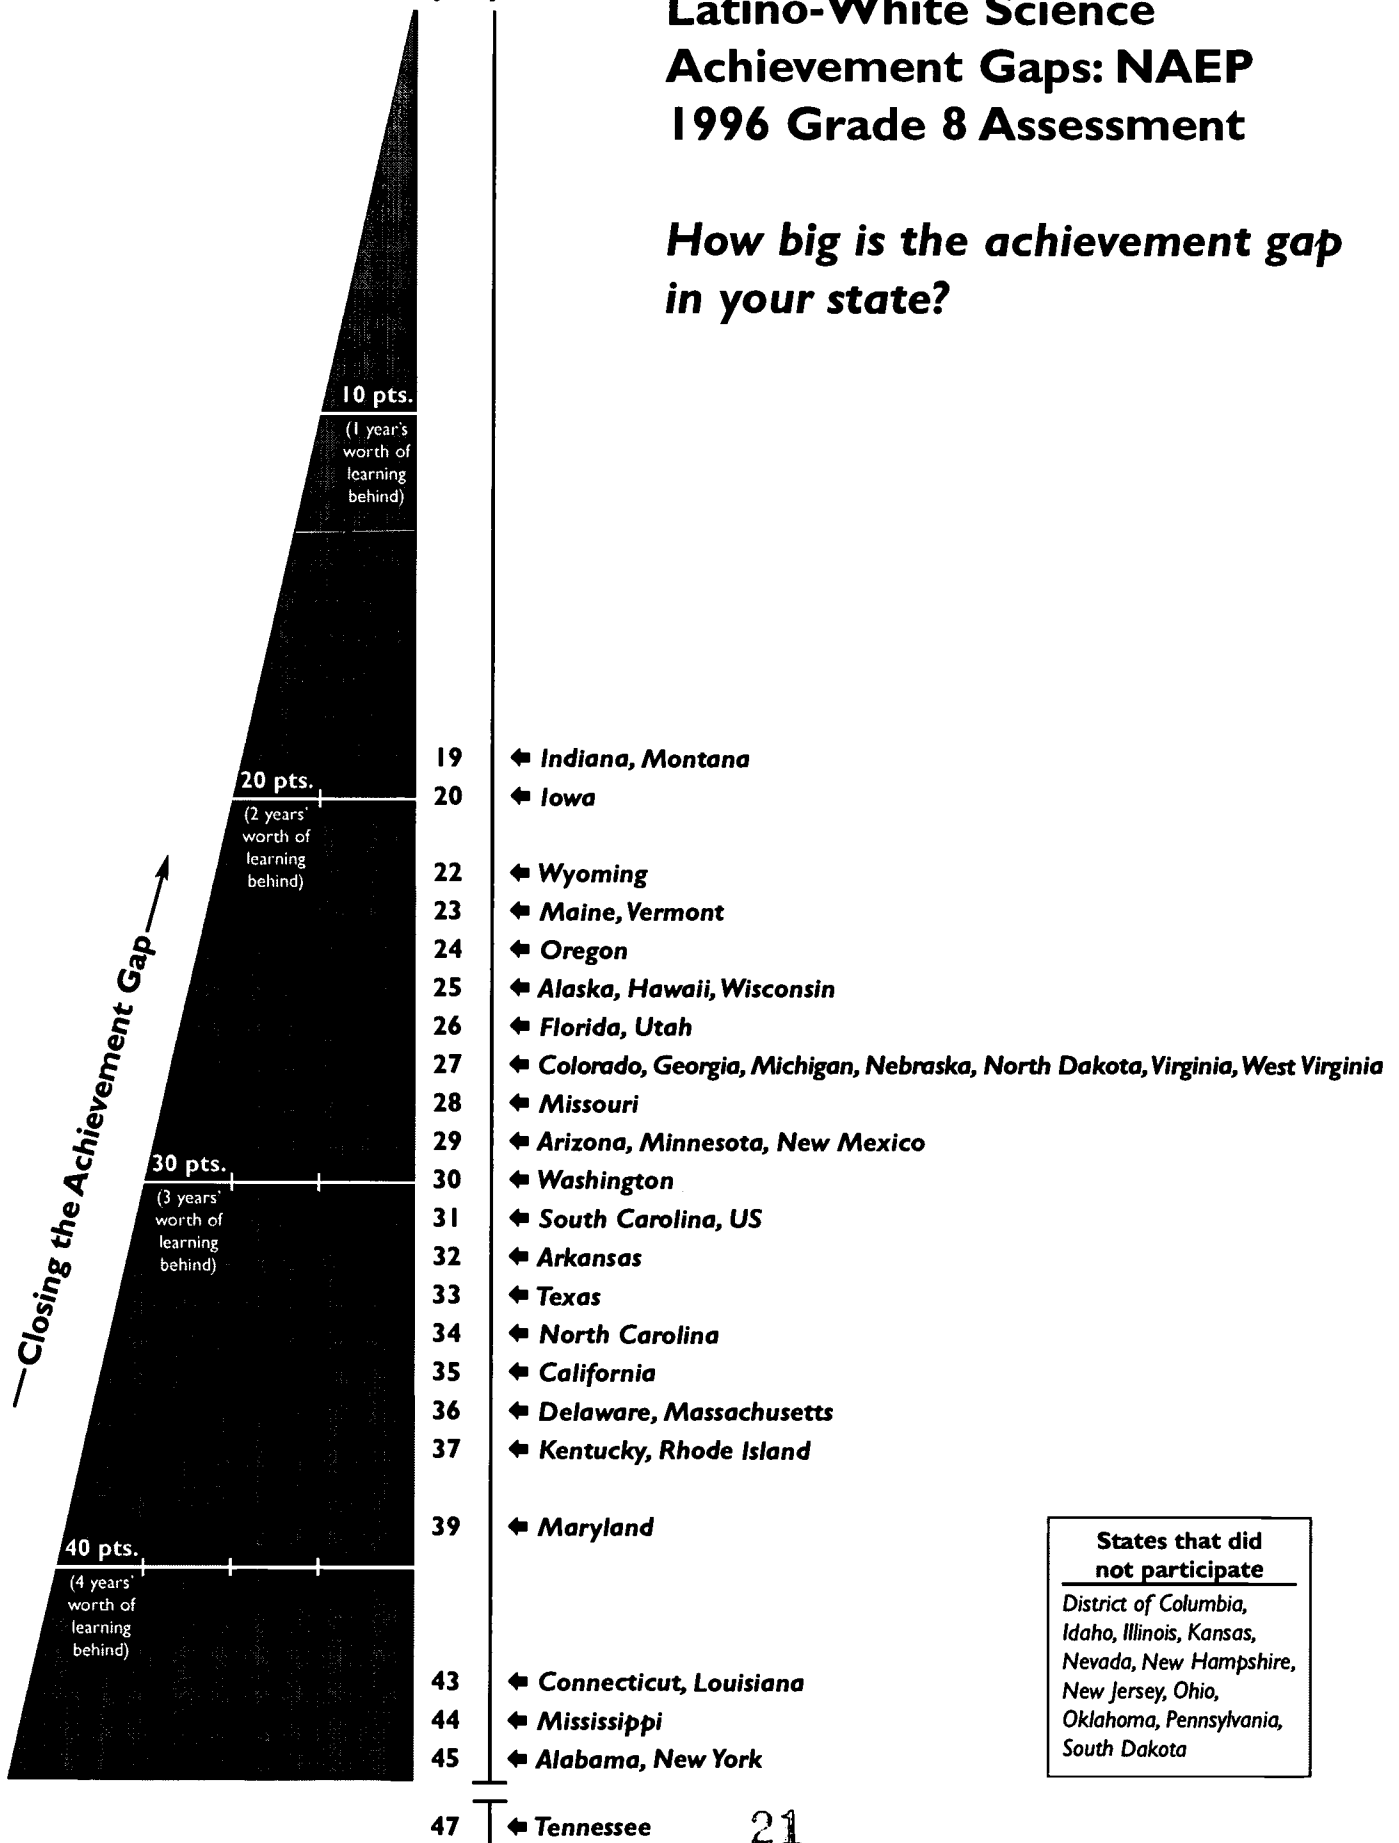 Latino-White Science
Achievement Gaps: NAEP
1996 Grade 8 Assessment
How big is the achievement gap
in your state?
10 pts.
(1 year's
worth of
learning
behind)
20 pts.
(2 years'
worth of
learning
behind)
30 pts.
(3 years'
worth of
learning
behind)
40 pts.
(4 years'
worth of
learning
behind)
Closing the Achievement Gap
19 Indiana, Montana
20 Iowa
22 Wyoming
23 Maine, Vermont
24 Oregon
25 Alaska, Hawaii, Wisconsin
26 Florida, Utah
27 Colorado, Georgia, Michigan, Nebraska, North Dakota, Virginia, West Virginia
28 Missouri
29 Arizona, Minnesota, New Mexico
30 Washington
31 South Carolina, US
32 Arkansas
33 Texas
34 North Carolina
35 California
36 Delaware, Massachusetts
37 Kentucky, Rhode Island
39 Maryland
43 Connecticut, Louisiana
44 Mississippi
45 Alabama, New York
47 Tennessee
States that did
not participate
District of Columbia,
Idaho, Illinois, Kansas,
Nevada, New Hampshire,
New Jersey, Ohio,
Oklahoma, Pennsylvania,
South Dakota
21